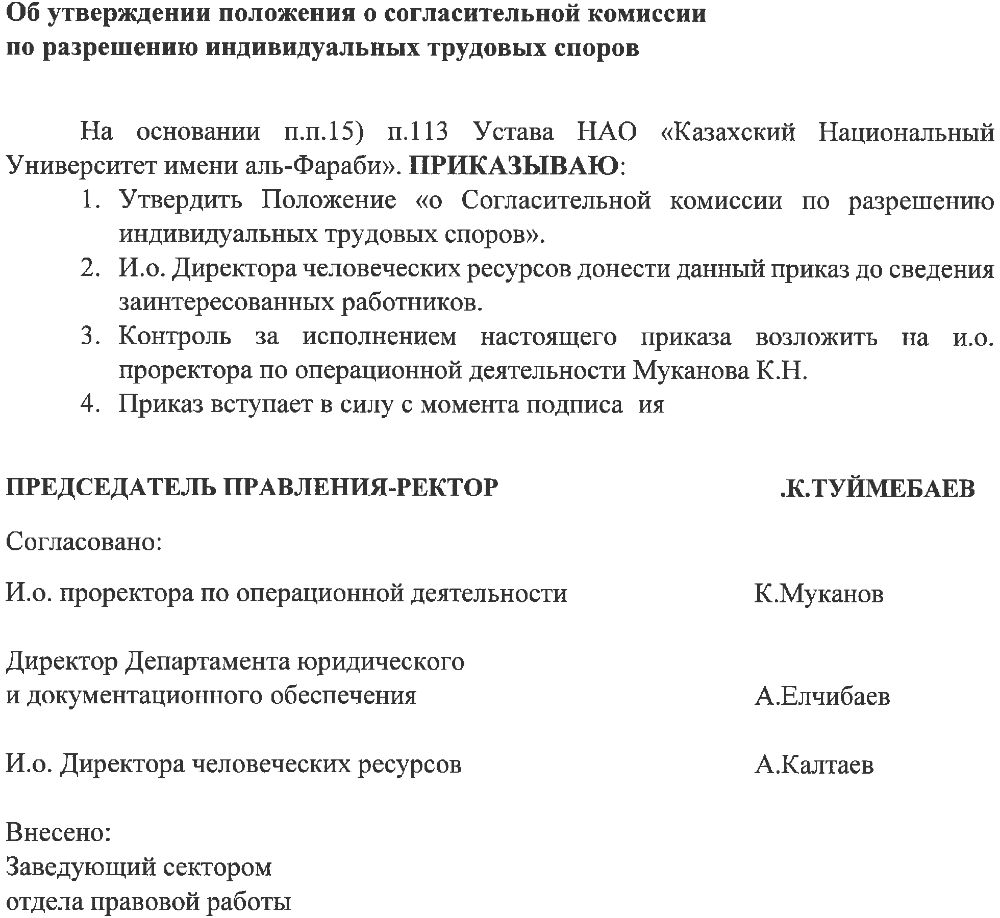 Об утверждении положения о согласительной комиссии
по разрешению индивидуальных трудовых споров
На основании п.п.15) п.113 Устава НАО «Казахский Национальный
Университет имени аль-Фараби». ПРИКАЗЫВАЮ:
1. Утвердить Положение «о Согласительной комиссии по разрешению
индивидуальных трудовых споров».
2. И.о. Директора человеческих ресурсов донести данный приказ до сведения
заинтересованных работников.
3. Контроль за исполнением настоящего приказа возложить на и.о.
проректора по операционной деятельности Муканова К.Н.
4. Приказ вступает в силу с момента подписа ия
ПРЕДСЕДАТЕЛЬ ПРАВЛЕНИЯ-РЕКТОР .К.ТУЙМЕБАЕВ
Согласовано:
И.о. проректора по операционной деятельности К.Муканов
Директор Департамента юридического
и документационного обеспечения А.Елчибаев
И.о. Директора человеческих ресурсов А.Калтаев
Внесено:
Заведующий сектором
отдела правовой работы